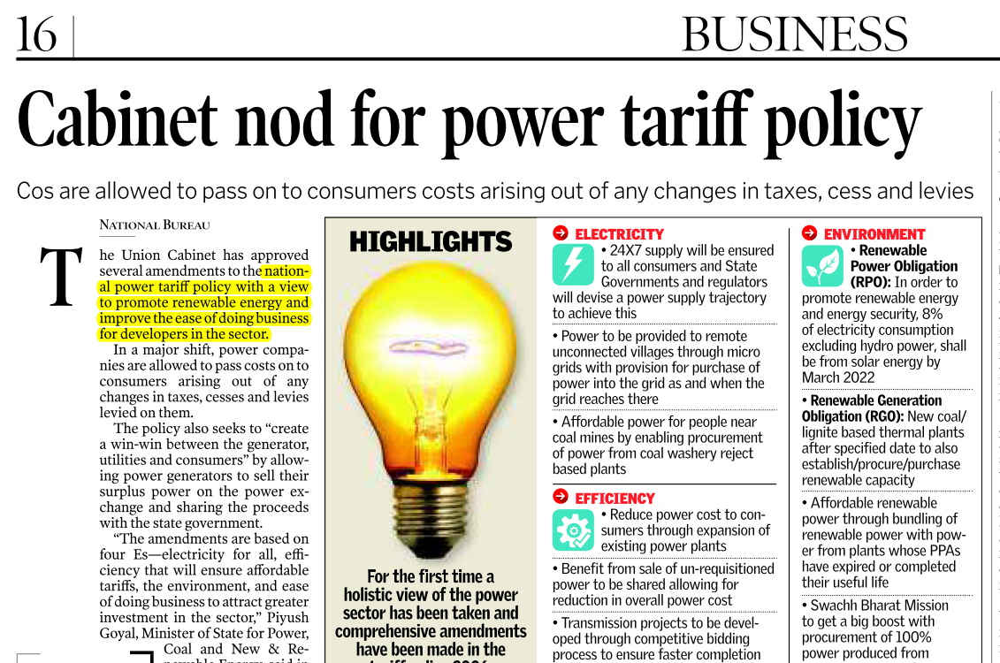 16
BUSINESS
Cabinet nod for power tariff policy
Cos are allowed to pass on to consumers costs arising out of any changes in taxes, cess and levies
NATIONAL BUREAU
The Union Cabinet has approved
several amendments to the nation-
al power tariff policy with a view
to promote renewable energy and
improve the ease of doing business
for developers in the sector.
In a major shift, power compa-
nies are allowed to pass costs on to
consumers arising out of any
changes in taxes, cesses and levies
levied on them.
The policy also seeks to “create
a win-win between the generator,
utilities and consumers” by allow-
ing power generators to sell their
surplus power on the power ex-
change and sharing the proceeds
with the state government.
“The amendments are based on
four Es—electricity for all, effi-
ciency that will ensure affordable
tariffs, the environment, and ease
of doing business to attract greater
investment in the sector,” Piyush
Goyal, Minister of State for Power,
Coal and New & Re-
HIGHLIGHTS
For the first time a
holistic view of the power
sector has been taken and
comprehensive amendments
have been made in the
ELECTRICITY
• 24X7 supply will be ensured
to all consumers and State
Governments and regulators
will devise a power supply trajectory
to achieve this
• Power to be provided to remote
unconnected villages through micro
grids with provision for purchase of
power into the grid as and when the
grid reaches there
• Affordable power for people near
coal mines by enabling procurement
of power from coal washery reject
based plants
EFFICIENCY
• Reduce power cost to con-
sumers through expansion of
existing power plants
• Benefit from sale of un-requisitioned
power to be shared allowing for
reduction in overall power cost
• Transmission projects to be devel-
oped through competitive bidding
process to ensure faster completion
ENVIRONMENT
• Renewable
Power Obligation
(RPO): In order to
promote renewable energy
and energy security, 8%
of electricity consumption
excluding hydro power, shall
be from solar energy by
March 2022
• Renewable Generation
Obligation (RGO): New coal/
lignite based thermal plants
after specified date to also
establish/procure/purchase
renewable capacity
• Affordable renewable
power through bundling of
renewable power with pow-
er from plants whose PPAs
have expired or completed
their useful life
• Swachh Bharat Mission
to get a big boost with
procurement of 100%
power produced from